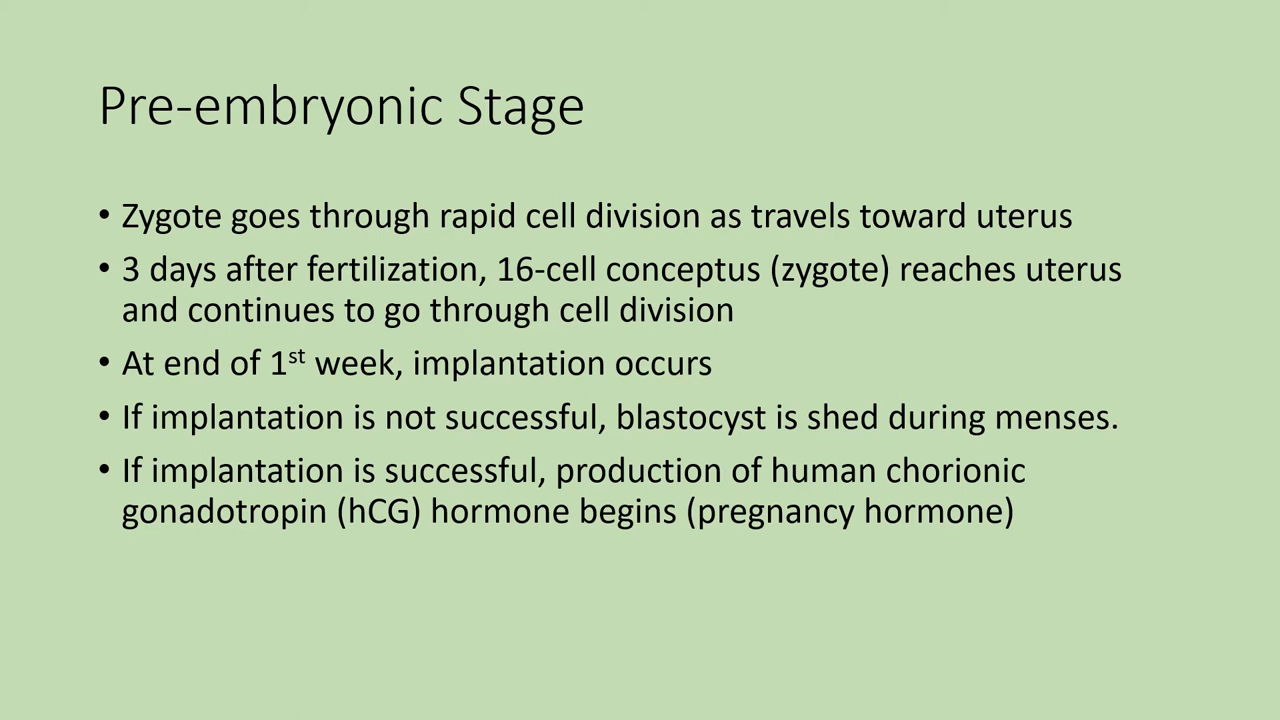 Pre-embryonic Stage
• Zygote goes through rapid cell division as travels toward uterus
• 3 days after fertilization, 16-cell conceptus (zygote) reaches uterus
and continues to go through cell division
• At end of 1st week, implantation occurs
• If implantation is not successful, blastocyst is shed during menses.
• If implantation is successful, production of human chorionic
gonadotropin (hCG) hormone begins (pregnancy hormone)